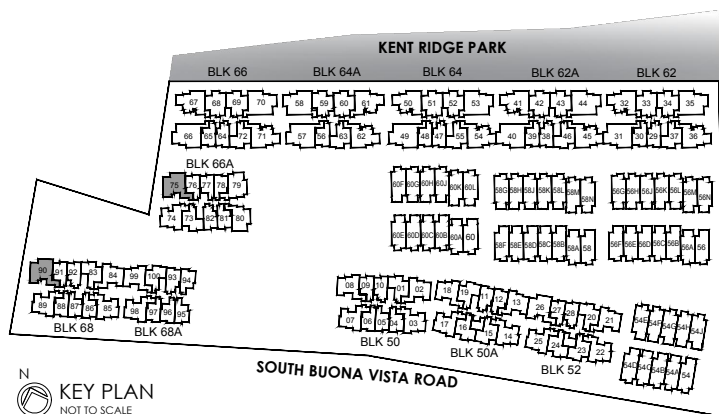 KENT RIDGE PARK
BLK 66 BLK 64A BLK 64 BLK 62A BLK 62
67 68 69 70 58 59 60 61 50 51 52 53 41 42 43 44 32 33 34 35
66 65 64 72 71 57 56 63 62 49 48 47 55 54 40 39 38 46 45 31 30 29 37 36
BLK 66A
75 76 77 78 79 60F 60G 60H 60J 60K 60L 58G 58H 58J 58K 58L 58M 58N 56G 56H 56J 56K 56L 56M 56N
74 73 82 81 80 60E 60D 60C 60B 60A 60 58F 58E 58D 58C 58B 58A 58 56F 56E 56D 56C 56B 56A 56
90 91 92 83 84 99 100 93 94 08 09 10 01 02 18 19 11 12 13 26 27 28 20 21 54E 54F 54G 54H 54J
89 88 87 86 85 98 97 96 95 07 06 05 04 03 17 16 15 14 25 24 23 22 54D 54C 54B 54A 54
BLK 68 BLK 68A BLK 50 BLK 50A BLK 52
SOUTH BUONA VISTA ROAD
N
KEY PLAN
NOT TO SCALE